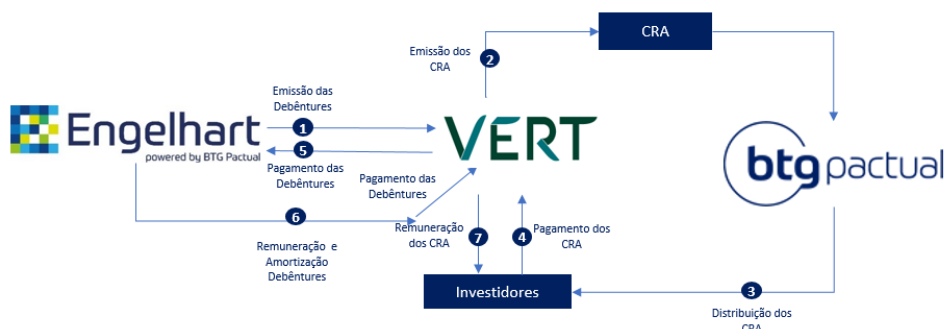 CRA
Emissão dos
CRA
2
Emissão das
Debêntures
1
Engelhart
powered by BTG Pactual
VERT
btg pactual
5
Pagamento das
Debêntures
Pagamento das
Debêntures
6
Remuneração e
Amortização
Debêntures
Remuneração
dos CRA
7
4
Pagamento dos
CRA
Investidores
3
Distribuição dos
CRA